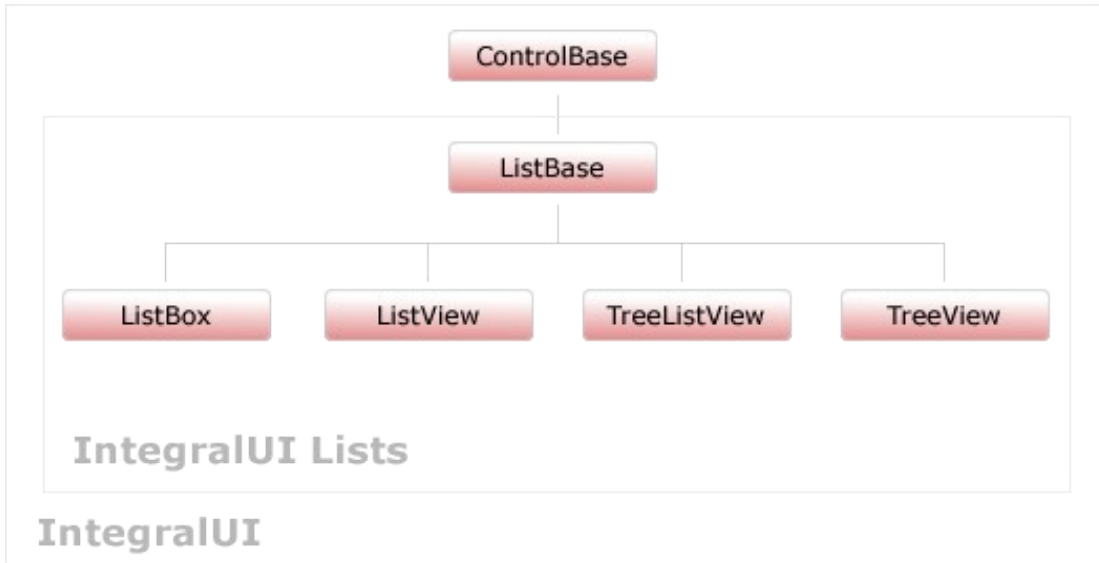 ControlBase
ListBase
ListBox
ListView
TreeListView
TreeView
IntegralUI Lists
IntegralUI